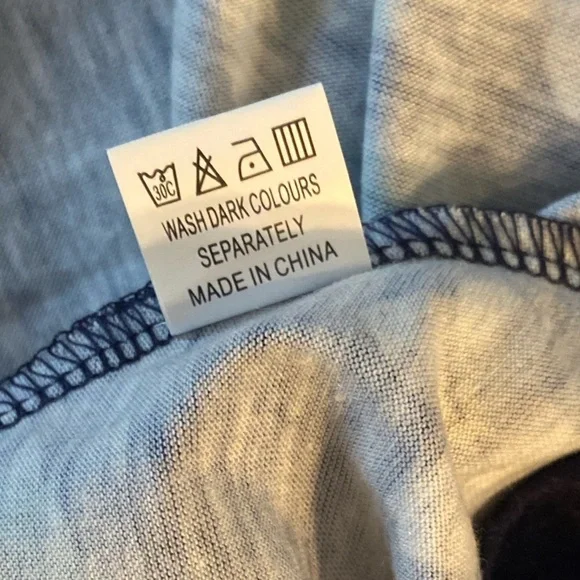 30C
WASH DARK COLOURS
SEPARATELY
MADE IN CHINA